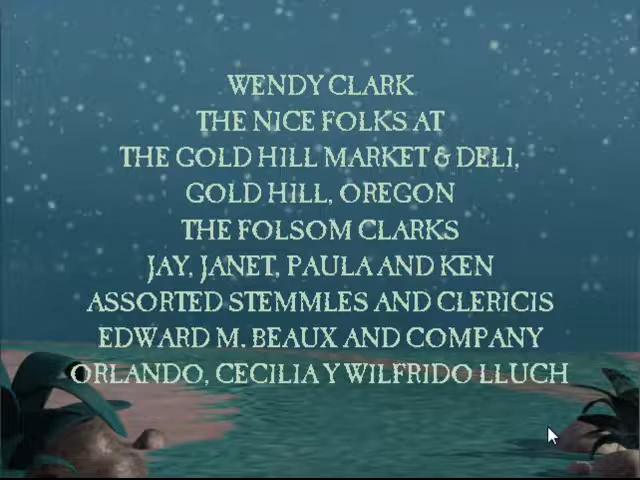 WENDY CLARK
THE NICE FOLKS AT
THE GOLD HILL MARKET & DELI,
GOLD HILL, OREGON
THE FOLSOM CLARKS
JAY, JANET, PAULA AND KEN
ASSORTED STEMMLES AND CLERICIS
EDWARD M. BEAUX AND COMPANY
ORLANDO, CECILIA Y WILFRIDO LLUCH